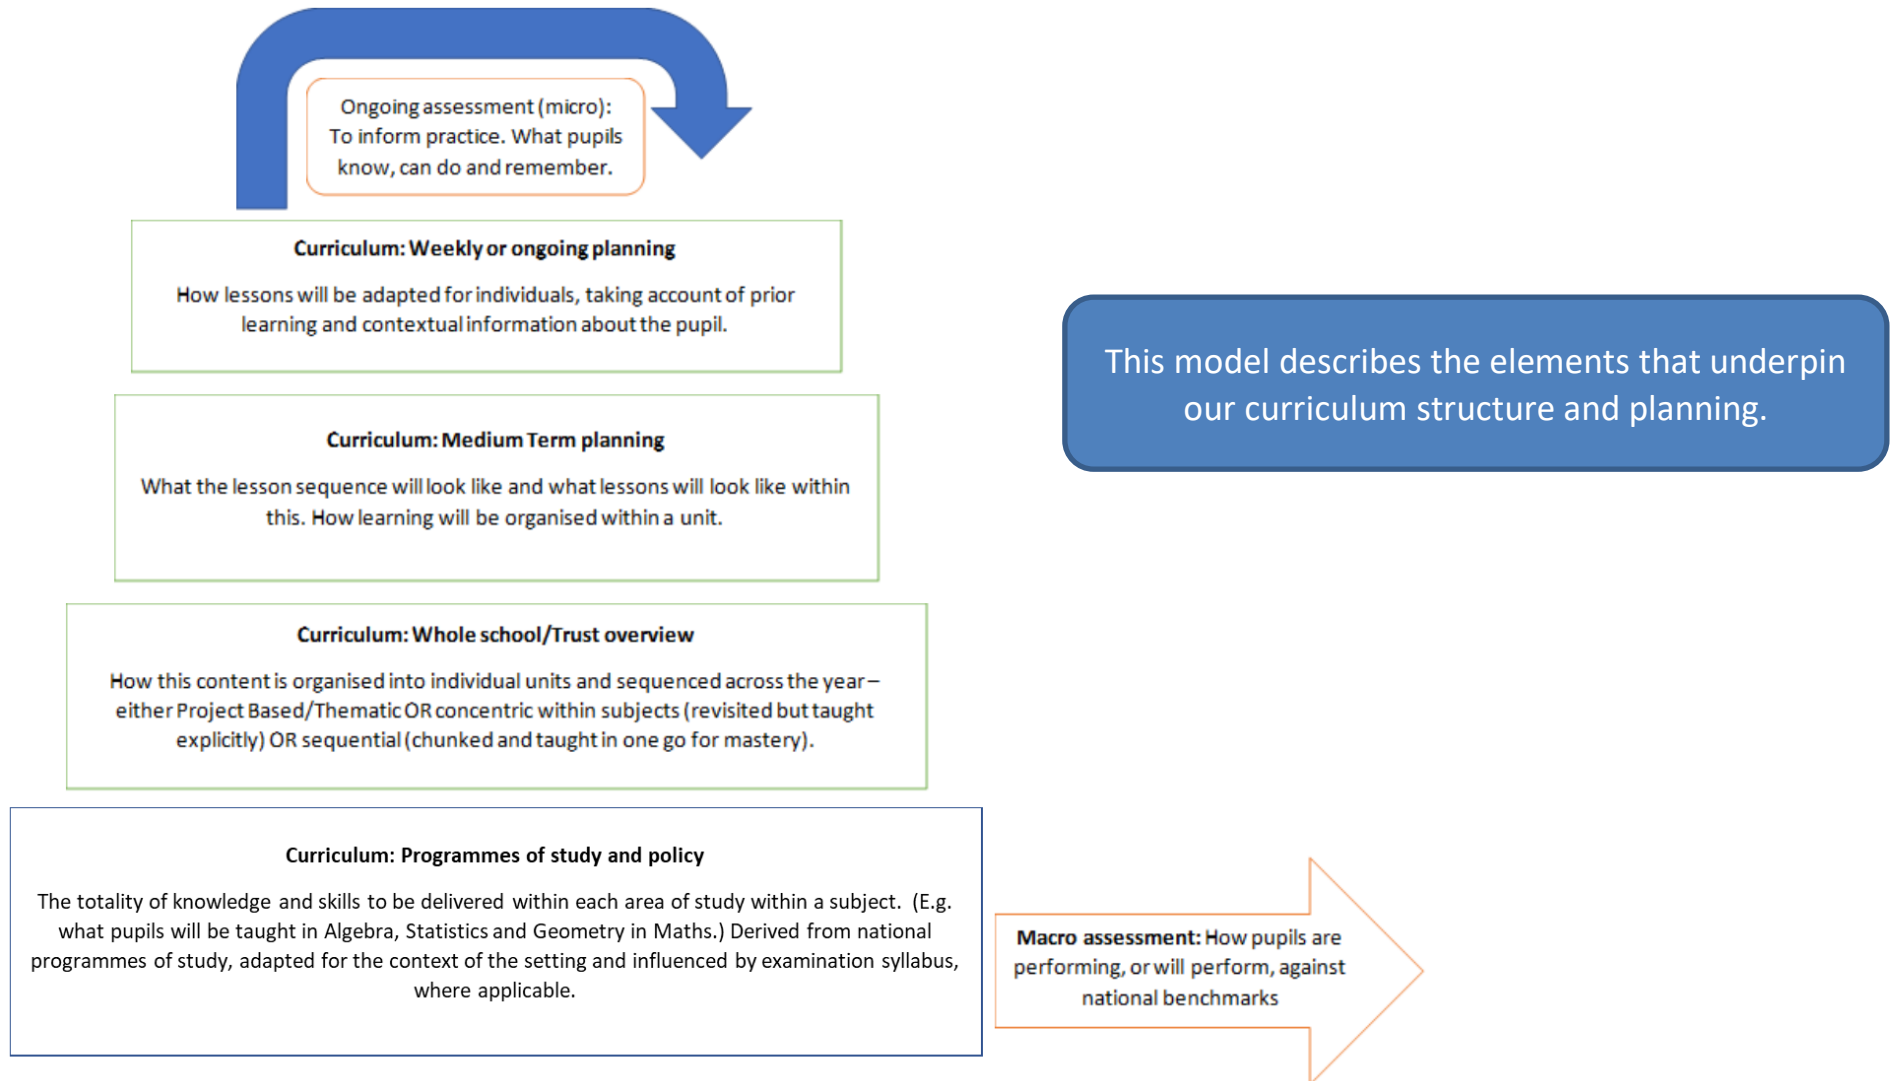 Ongoing assessment (micro):
To inform practice. What pupils
know, can do and remember.
Curriculum: Weekly or ongoing planning
How lessons will be adapted for individuals, taking account of prior
learning and contextual information about the pupil.
This model describes the elements that underpin
our curriculum structure and planning.
Curriculum: Medium Term planning
What the lesson sequence will look like and what lessons will look like within
this. How learning will be organised within a unit.
Curriculum: Whole school/Trust overview
How this content is organised into individual units and sequenced across the year –
either Project Based/Thematic OR concentric within subjects (revisited but taught
explicitly) OR sequential (chunked and taught in one go for mastery).
Curriculum: Programmes of study and policy
The totality of knowledge and skills to be delivered within each area of study within a subject.  (E.g.
what pupils will be taught in Algebra, Statistics and Geometry in Maths.) Derived from national
programmes of study, adapted for the context of the setting and influenced by examination syllabus,
where applicable.
Macro assessment: How pupils are
performing, or will perform, against
national benchmarks